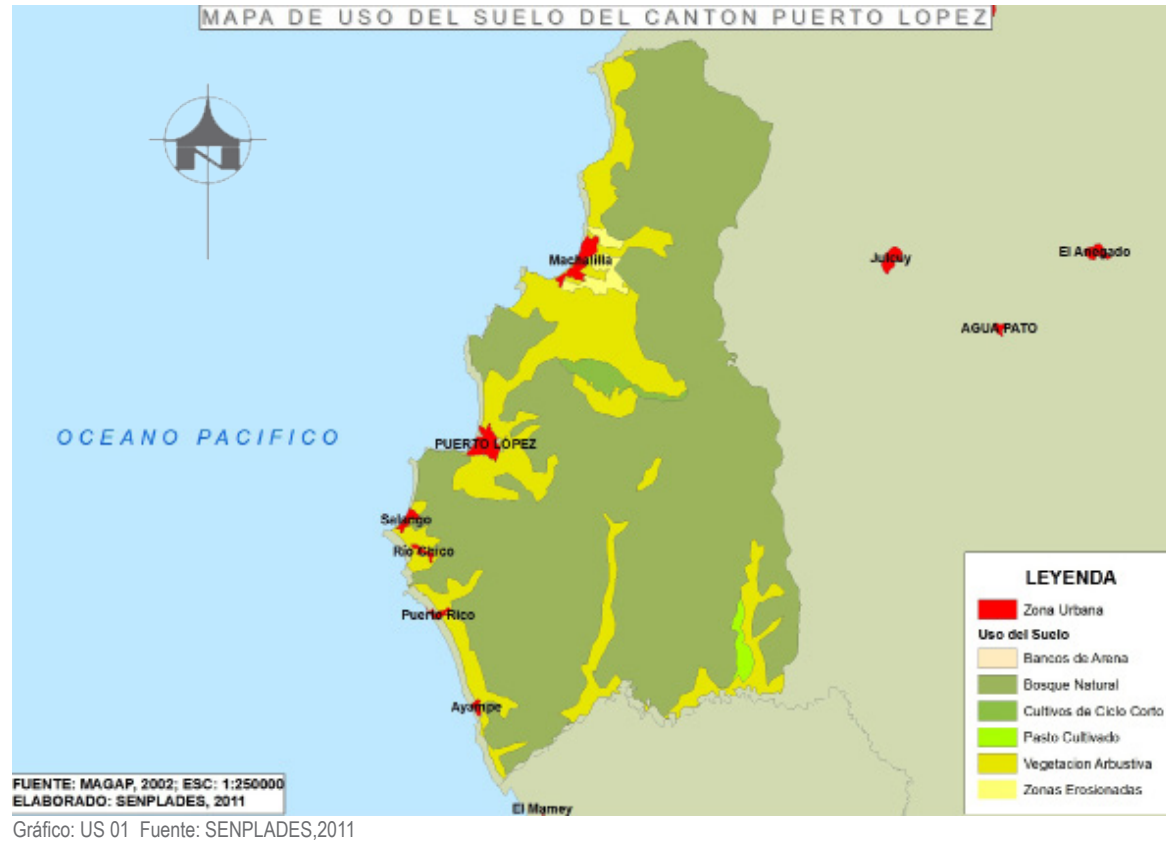 MAPA DE USO DEL SUELO DEL CANTON PUERTO LOPEZ
N
Machalilla
Julcuy
El Anegado
AGUA PATO
OCEANO PACIFICO
PUERTO LOPEZ
Salango
Rio Chico
Puerto Rico
Ayampe
El Mamey
LEYENDA
Zona Urbana
Uso del Suelo
Bancos de Arena
Bosque Natural
Cultivos de Ciclo Corto
Pasto Cultivado
Vegetacion Arbustiva
Zonas Erosionadas
FUENTE: MAGAP, 2002; ESC: 1:250000
ELABORADO: SENPLADES, 2011
Gráfico: US 01 Fuente: SENPLADES,2011